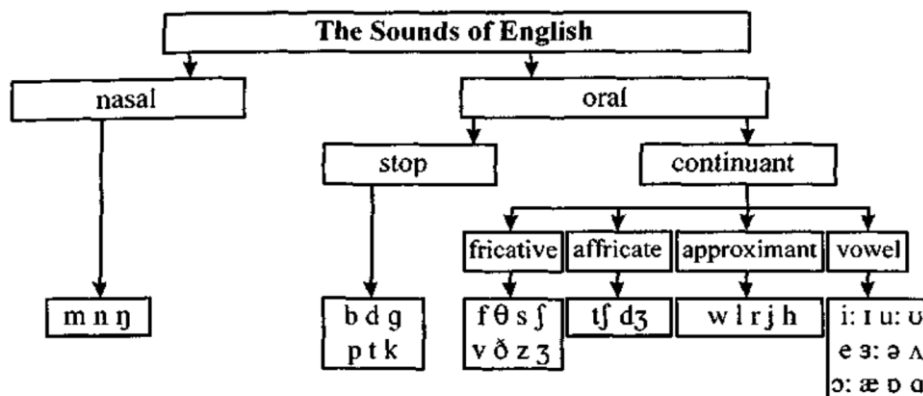 The Sounds of English
nasal oral
stop continuant
fricative affricate approximant vowel
m n ŋ b d g f θ s ʃ tʃ dʒ w l r j h iː ɪ uː ʊ
p t k v ð z ʒ e ɜː ə ʌ
ɔː æ ɒ ɑ